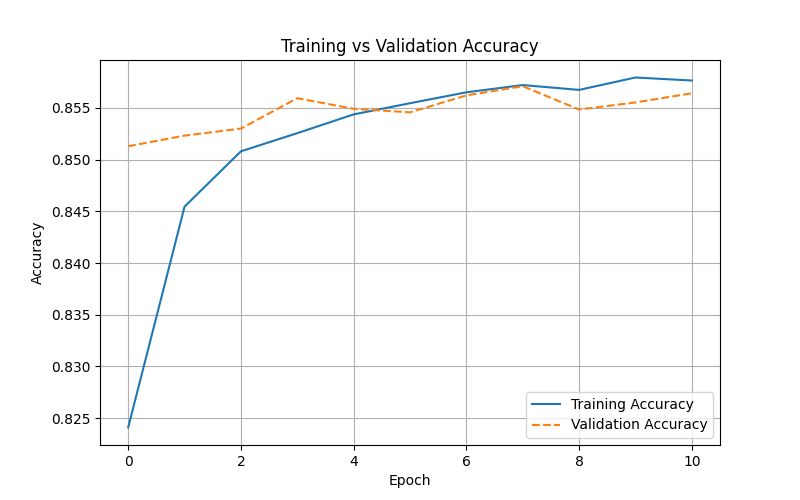 Training vs Validation Accuracy
0.855
0.850
0.845
0.840
0.835
0.830
0.825
Accuracy
Training Accuracy
Validation Accuracy
0 2 4 6 8 10
Epoch